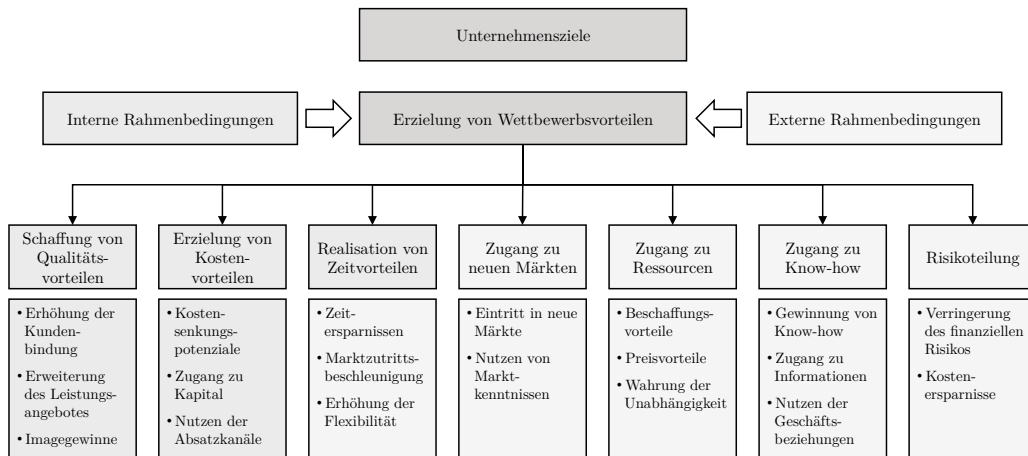 Unternehmensziele
Interne Rahmenbedingungen
Erzielung von Wettbewerbsvorteilen
Externe Rahmenbedingungen
Schaffung von
Qualitäts-
vorteilen
Erzielung von
Kosten-
vorteilen
Realisation von
Zeitvorteilen
Zugang zu
neuen Märkten
Zugang zu
Ressourcen
Zugang zu
Know-how
Risikoteilung
• Erhöhung der
Kunden-
bindung
• Erweiterung
des Leistungs-
angebotes
• Imagegewinne
• Kosten-
senkungs-
potenziale
• Zugang zu
Kapital
• Nutzen der
Absatzkanäle
• Zeit-
ersparnissen
• Marktzutritts-
beschleunigung
• Erhöhung der
Flexibilität
• Eintritt in neue
Märkte
• Nutzen von
Markt-
kenntnissen
• Beschaffungs-
vorteile
• Preisvorteile
• Wahrung der
Unabhängigkeit
• Gewinnung von
Know-how
• Zugang zu
Informationen
• Nutzen der
Geschäfts-
beziehungen
• Verringerung
des finanziellen
Risikos
• Kosten-
ersparnisse